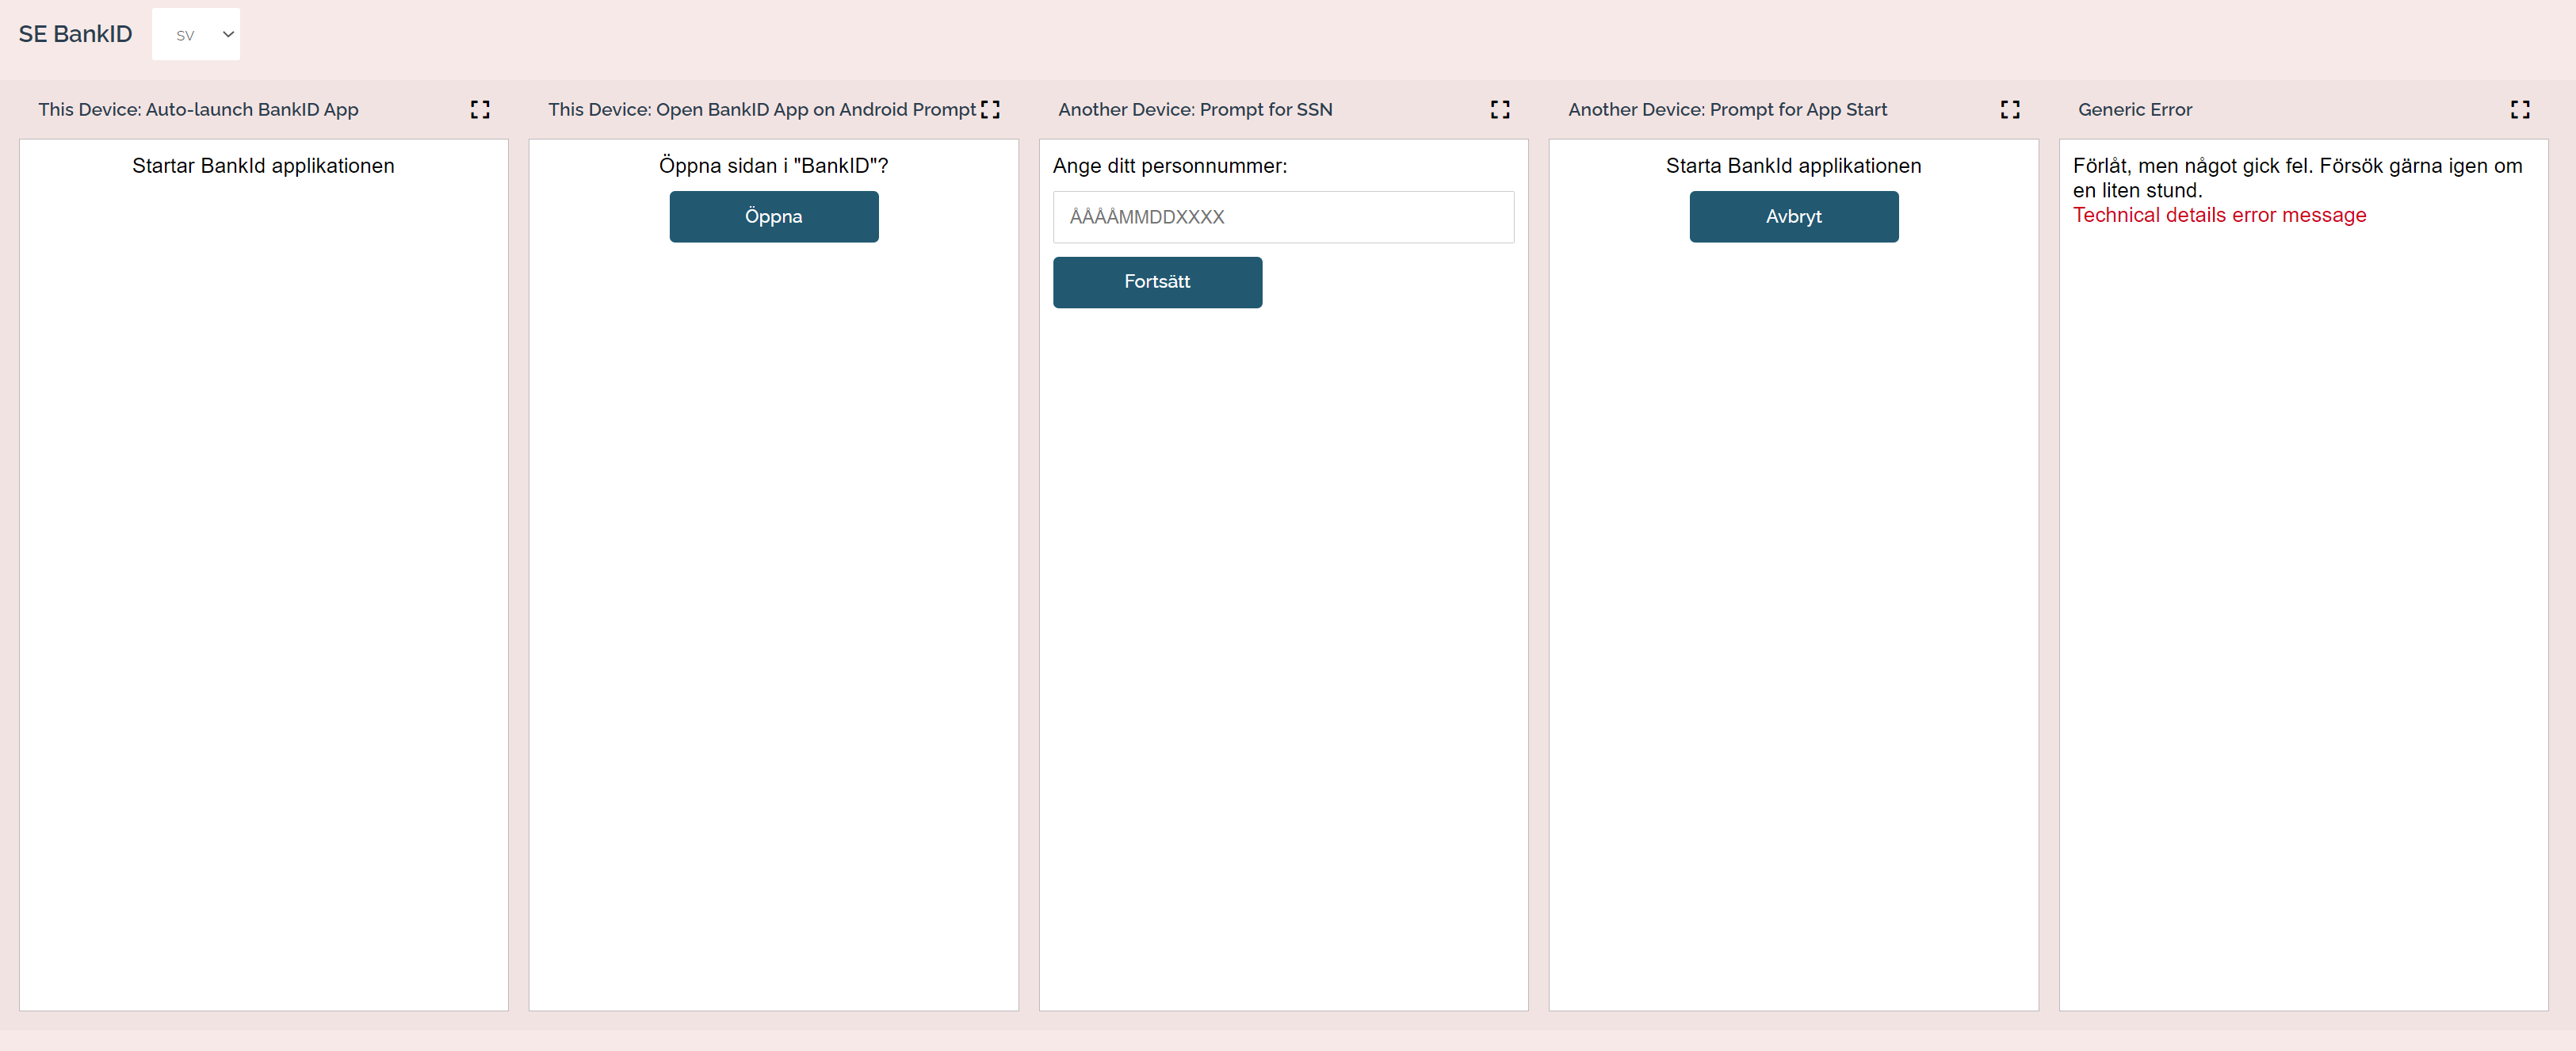 SE BankID
SV
This Device: Auto-launch BankID App
Startar BankId applikationen
This Device: Open BankID App on Android Prompt
Öppna sidan i "BankID"?
Öppna
Another Device: Prompt for SSN
Ange ditt personnummer:
ÅÅÅÅMMDDXXXX
Fortsätt
Another Device: Prompt for App Start
Starta BankId applikationen
Avbryt
Generic Error
Förlåt, men något gick fel. Försök gärna igen om
en liten stund.
Technical details error message